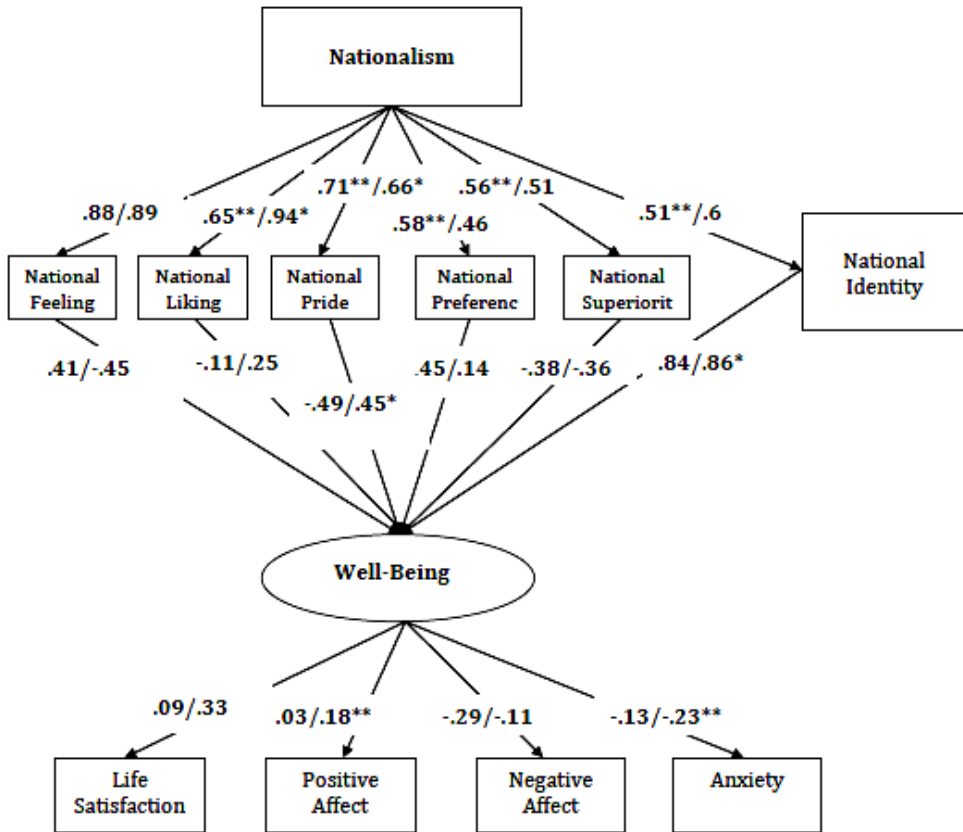 Nationalism
.71**/.66*
.56**/.51
.88/.89
.65**/.94*
.58**/.46
.51**/.6
National
Feeling
National
Liking
National
Pride
National
Preferenc
National
Superiorit
National
Identity
.41/-.45
-.11/.25
-.49/.45*
.45/.14
-.38/-.36
.84/.86*
Well-Being
.09/.33
.03/.18**
-.29/-.11
-.13/-.23**
Life
Satisfaction
Positive
Affect
Negative
Affect
Anxiety